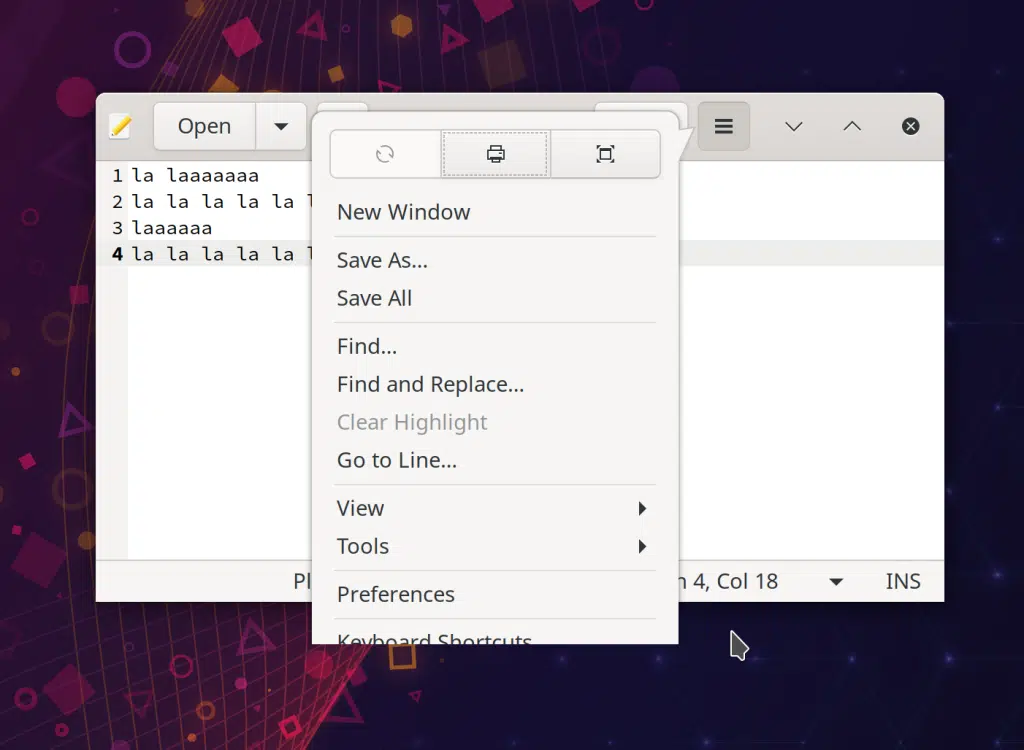 Open
1 la laaaaaaa
2 la la la la la
3 laaaaaa
4 la la la la la
New Window
Save As...
Save All
Find...
Find and Replace...
Clear Highlight
Go to Line...
View
Tools
Preferences
Keyboard Shortcuts
4, Col 18
INS